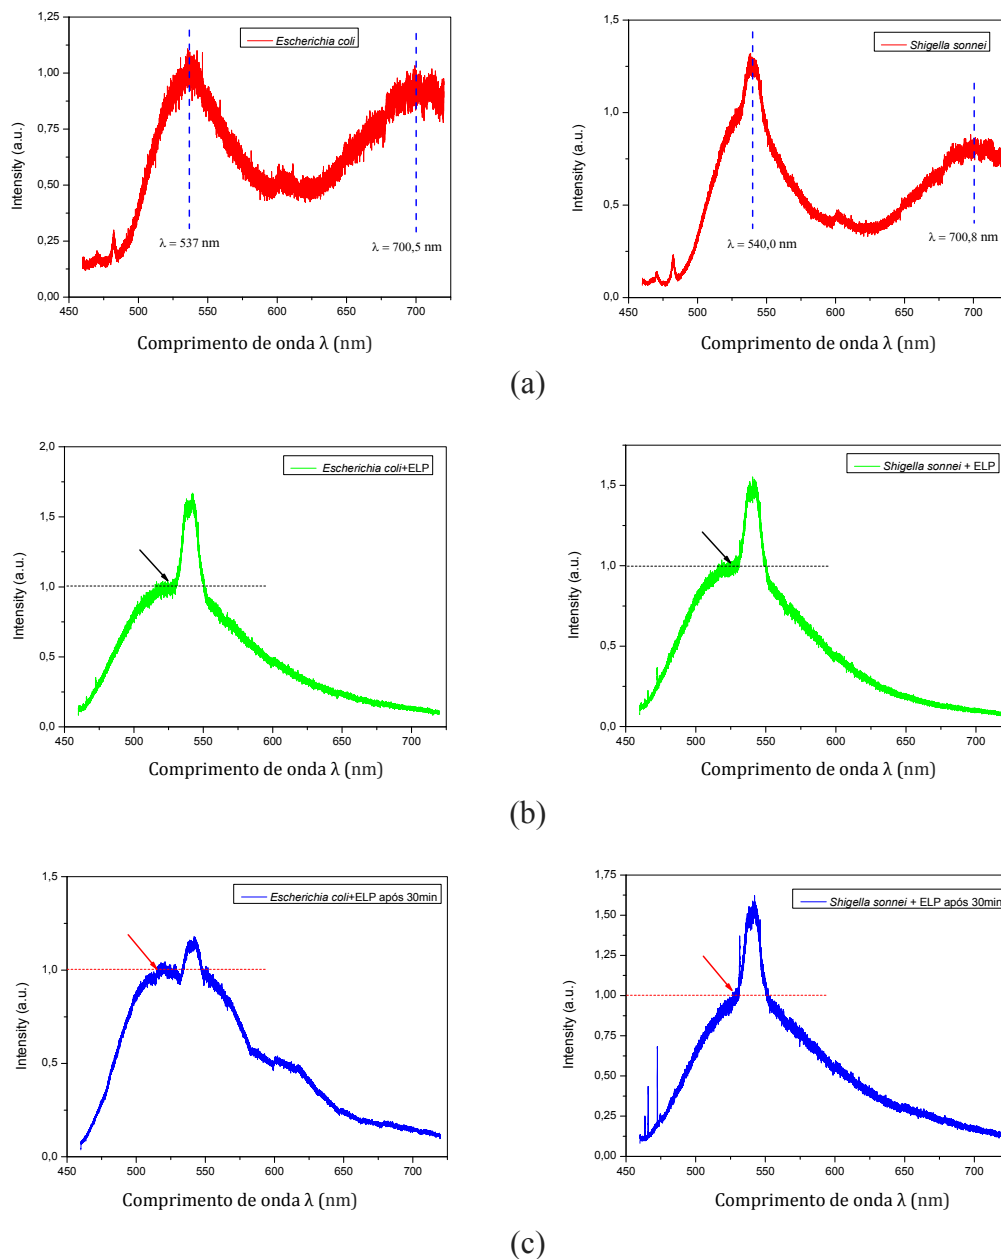 1,25
1,00
0,75
0,50
0,25
0,00
Intensity (a.u.)
Escherichia coli
λ = 537 nm
λ = 700,5 nm
450 500 550 600 650 700
Comprimento de onda λ (nm)
1,5
1,0
0,5
0,0
Intensity (a.u.)
Shigella sonnei
λ = 540,0 nm
λ = 700,8 nm
450 500 550 600 650 700
Comprimento de onda λ (nm)
(a)
2,0
1,5
1,0
0,5
0,0
Intensity (a.u.)
Escherichia coli+ELP
450 500 550 600 650 700
Comprimento de onda λ (nm)
1,5
1,0
0,5
0,0
Intensity (a.u.)
Shigella sonnei + ELP
450 500 550 600 650 700
Comprimento de onda λ (nm)
(b)
1,5
1,0
0,5
0,0
Intensity (a.u.)
Escherichia coli+ELP após 30min
450 500 550 600 650 700
Comprimento de onda λ (nm)
1,75
1,50
1,25
1,00
0,75
0,50
0,25
0,00
Intensity (a.u.)
Shigella sonnei + ELP após 30min
450 500 550 600 650 700
Comprimento de onda λ (nm)
(c)